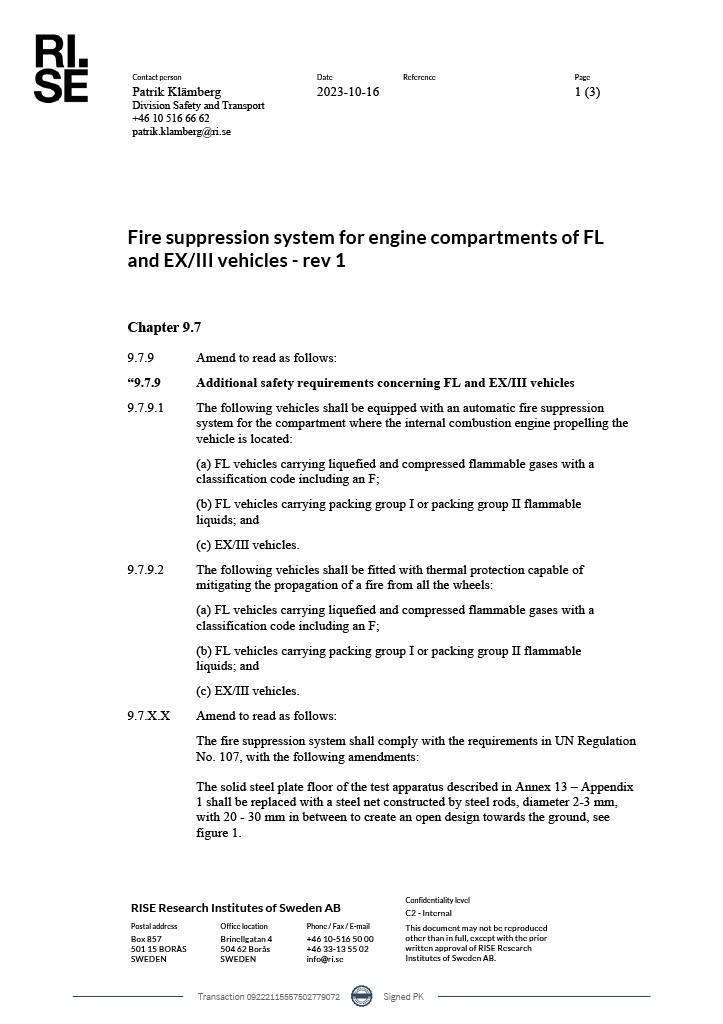 RI.
SE
Contact person
Patrik Klämberg
Division Safety and Transport
+46 10 516 66 62
patrik.klamberg@ri.se
Date
2023-10-16
Reference
Page
1 (3)
Fire suppression system for engine compartments of FL
and EX/III vehicles - rev 1
Chapter 9.7
9.7.9 Amend to read as follows:
“9.7.9 Additional safety requirements concerning FL and EX/III vehicles
9.7.9.1 The following vehicles shall be equipped with an automatic fire suppression
system for the compartment where the internal combustion engine propelling the
vehicle is located:
(a) FL vehicles carrying liquefied and compressed flammable gases with a
classification code including an F;
(b) FL vehicles carrying packing group I or packing group II flammable
liquids; and
(c) EX/III vehicles.
9.7.9.2 The following vehicles shall be fitted with thermal protection capable of
mitigating the propagation of a fire from all the wheels:
(a) FL vehicles carrying liquefied and compressed flammable gases with a
classification code including an F;
(b) FL vehicles carrying packing group I or packing group II flammable
liquids; and
(c) EX/III vehicles.
9.7.X.X Amend to read as follows:
The fire suppression system shall comply with the requirements in UN Regulation
No. 107, with the following amendments:
The solid steel plate floor of the test apparatus described in Annex 13 – Appendix
1 shall be replaced with a steel net constructed by steel rods, diameter 2-3 mm,
with 20 - 30 mm in between to create an open design towards the ground, see
figure 1.
RISE Research Institutes of Sweden AB
Postal address
Box 857
501 15 BORÅS
SWEDEN
Office location
Brinellgatan 4
504 62 Borås
SWEDEN
Phone / Fax / E-mail
+46 10-516 50 00
+46 33-13 55 02
info@ri.se
Confidentiality level
C2 - Internal
This document may not be reproduced
other than in full, except with the prior
written approval of RISE Research
Institutes of Sweden AB.
Transaction 09222115557502779072 Signed PK